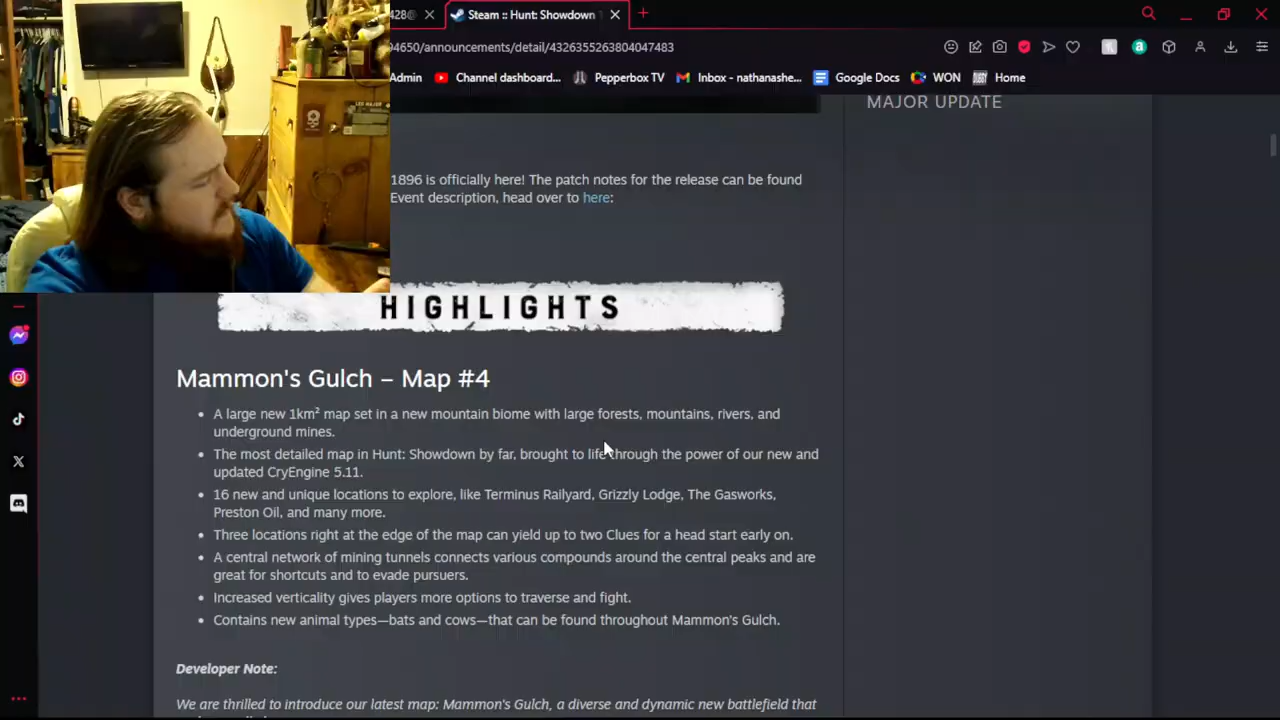 428@
Steam :: Hunt: Showdown
04650/announcements/detail/4326355263804047483
Admin
Channel dashboard...
Pepperbox TV
Inbox - nathanashe...
Google Docs
WON
Home
MAJOR UPDATE
1896 is officially here! The patch notes for the release can be found
Event description, head over to here:
HIGHLIGHTS
Mammon's Gulch – Map #4
• A large new 1km² map set in a new mountain biome with large forests, mountains, rivers, and
underground mines.
• The most detailed map in Hunt: Showdown by far, brought to life through the power of our new and
updated CryEngine 5.11.
• 16 new and unique locations to explore, like Terminus Railyard, Grizzly Lodge, The Gasworks,
Preston Oil, and many more.
• Three locations right at the edge of the map can yield up to two Clues for a head start early on.
• A central network of mining tunnels connects various compounds around the central peaks and are
great for shortcuts and to evade pursuers.
• Increased verticality gives players more options to traverse and fight.
• Contains new animal types—bats and cows—that can be found throughout Mammon's Gulch.
Developer Note:
We are thrilled to introduce our latest map: Mammon's Gulch, a diverse and dynamic new battlefield that